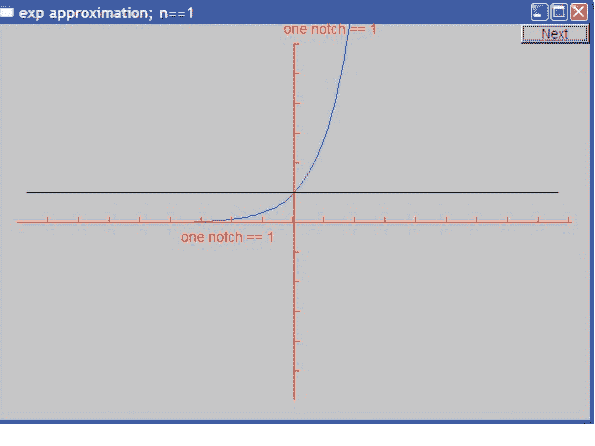 exp approximation; n==1
one notch == 1
Next
one notch == 1